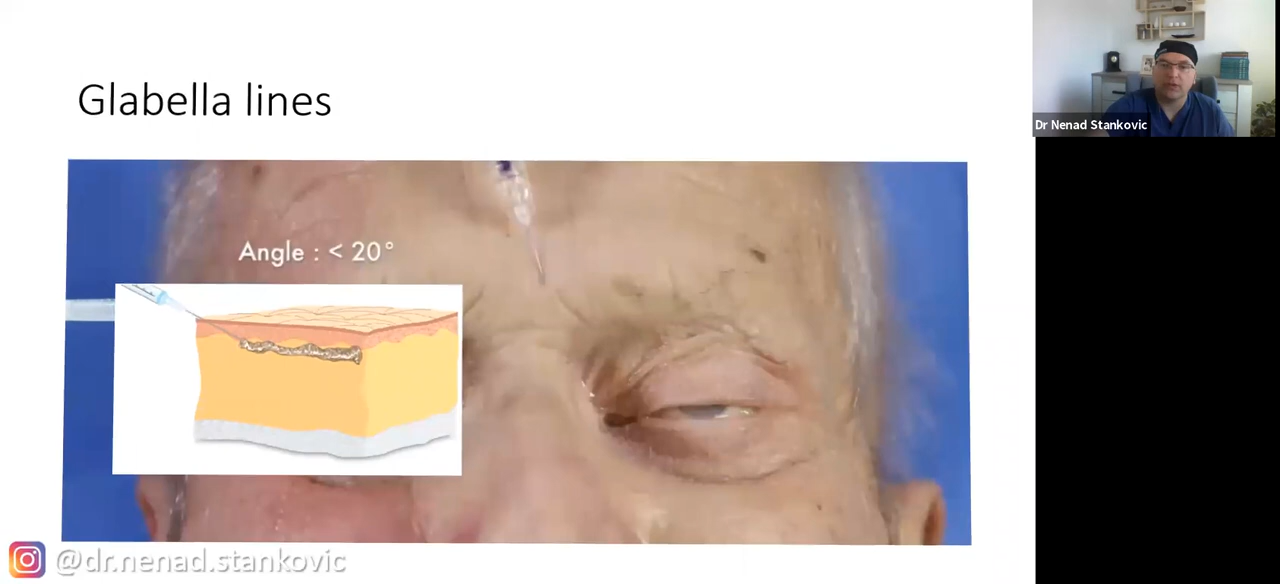 Glabella lines
Dr Nenad Stankovic
Angle : < 20°
@dr.nenad.stankovic